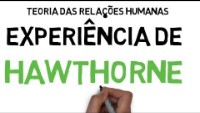 TEORIA DAS RELAÇÕES HUMANAS
EXPERIÊNCIA DE
HAWTHORNE